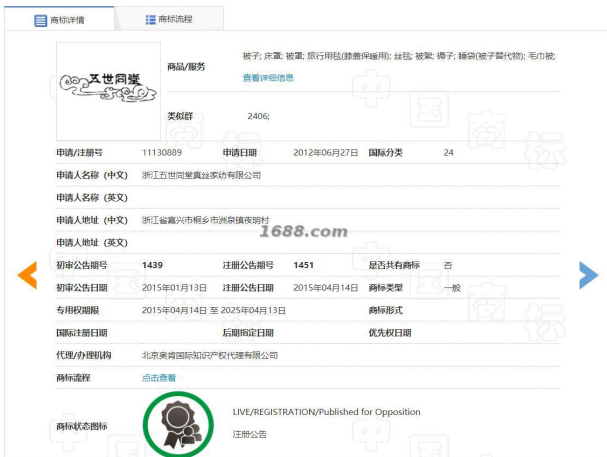 商标详情 商标流程
五世同堂
商品/服务 被子; 床罩; 被罩; 旅行用毯(膝盖保暖用); 丝毯; 被絮; 褥子; 睡袋(被子替代物); 毛巾被;
查看详细信息
类似群 2406;
申请/注册号 11130889 申请日期 2012年06月27日 国际分类 24
申请人名称（中文） 浙江五世同堂真丝家纺有限公司
申请人名称（英文）
申请人地址（中文） 浙江省嘉兴市桐乡市洲泉镇夜明村
1688.com
申请人地址（英文）
初审公告期号 1439 注册公告期号 1451 是否共有商标 否
初审公告日期 2015年01月13日 注册公告日期 2015年04月14日 商标类型 一般
专用权期限 2015年04月14日 至 2025年04月13日 商标形式
国际注册日期 后期指定日期 优先权日期
代理/办理机构 北京奥肯国际知识产权代理有限公司
商标流程 点击查看
商标状态图标 LIVE/REGISTRATION/Published for Opposition
注册公告
中国商标